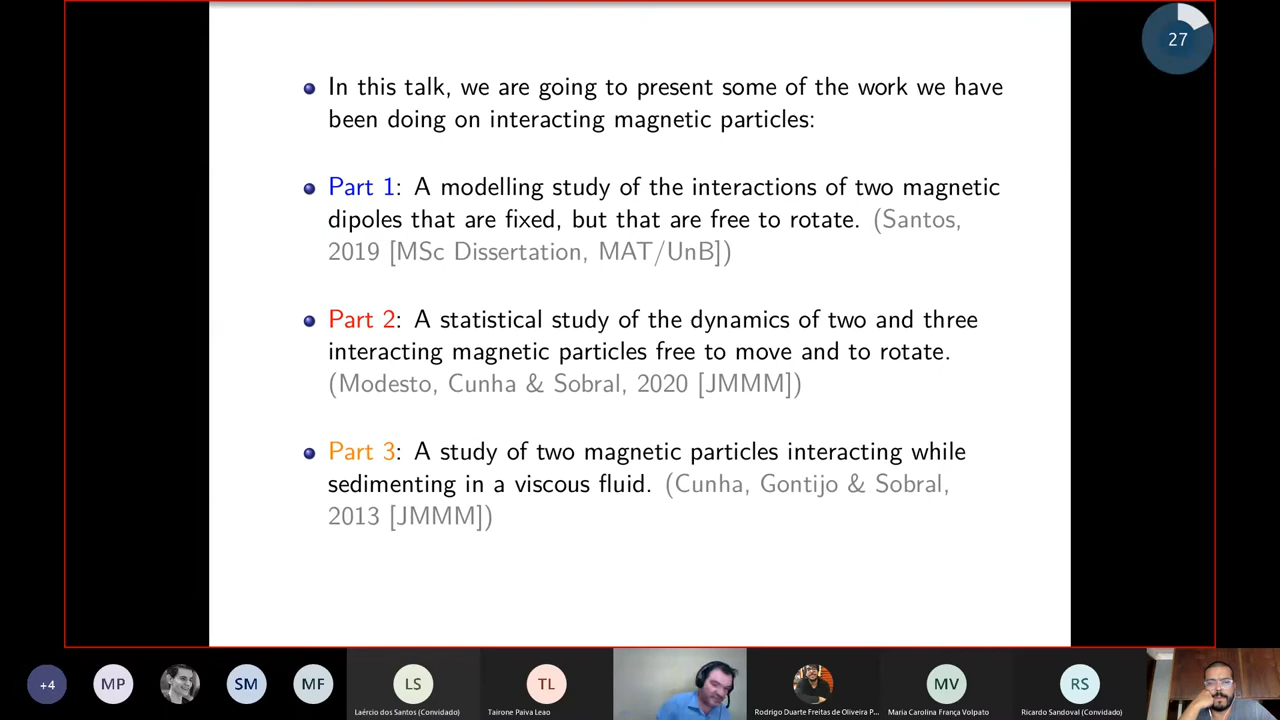 27
In this talk, we are going to present some of the work we have
been doing on interacting magnetic particles:
Part 1: A modelling study of the interactions of two magnetic
dipoles that are fixed, but that are free to rotate. (Santos,
2019 [MSc Dissertation, MAT/UnB])
Part 2: A statistical study of the dynamics of two and three
interacting magnetic particles free to move and to rotate.
(Modesto, Cunha & Sobral, 2020 [JMMM])
Part 3: A study of two magnetic particles interacting while
sedimenting in a viscous fluid. (Cunha, Gontijo & Sobral,
2013 [JMMM])
+4
MP
SM
MF
LS
TL
MV
RS
Laércio dos Santos (Convidado)
Tairone Paiva Leao
Rodrigo Duarte Freitas de Oliveira P...
Maria Carolina França Volpato
Ricardo Sandoval (Convidado)